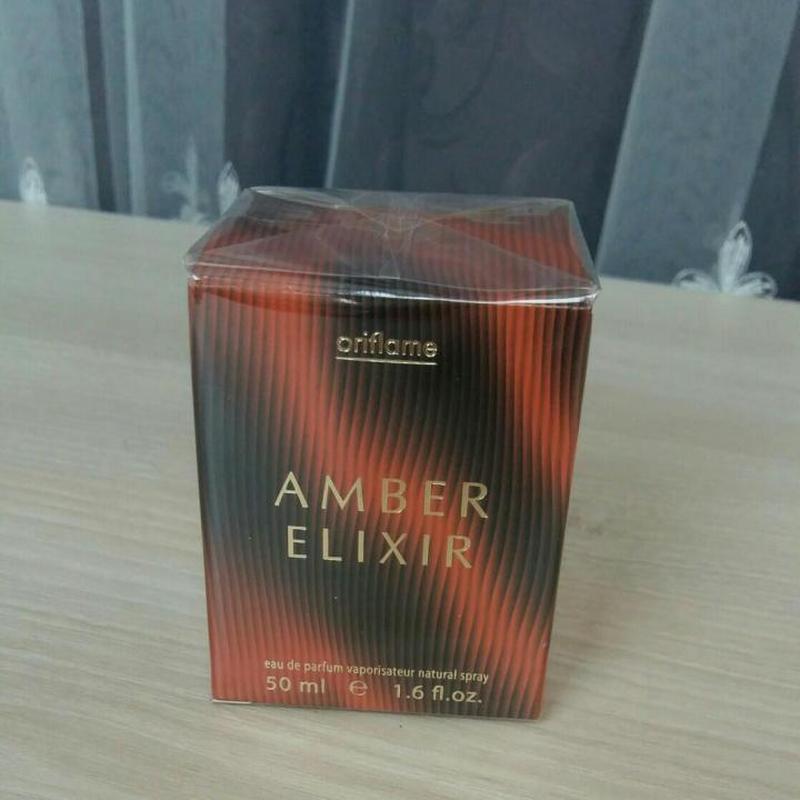 oriflame
AMBER
ELIXIR
eau de parfum vaporisateur natural spray
50 ml ℮ 1.6 fl.oz.